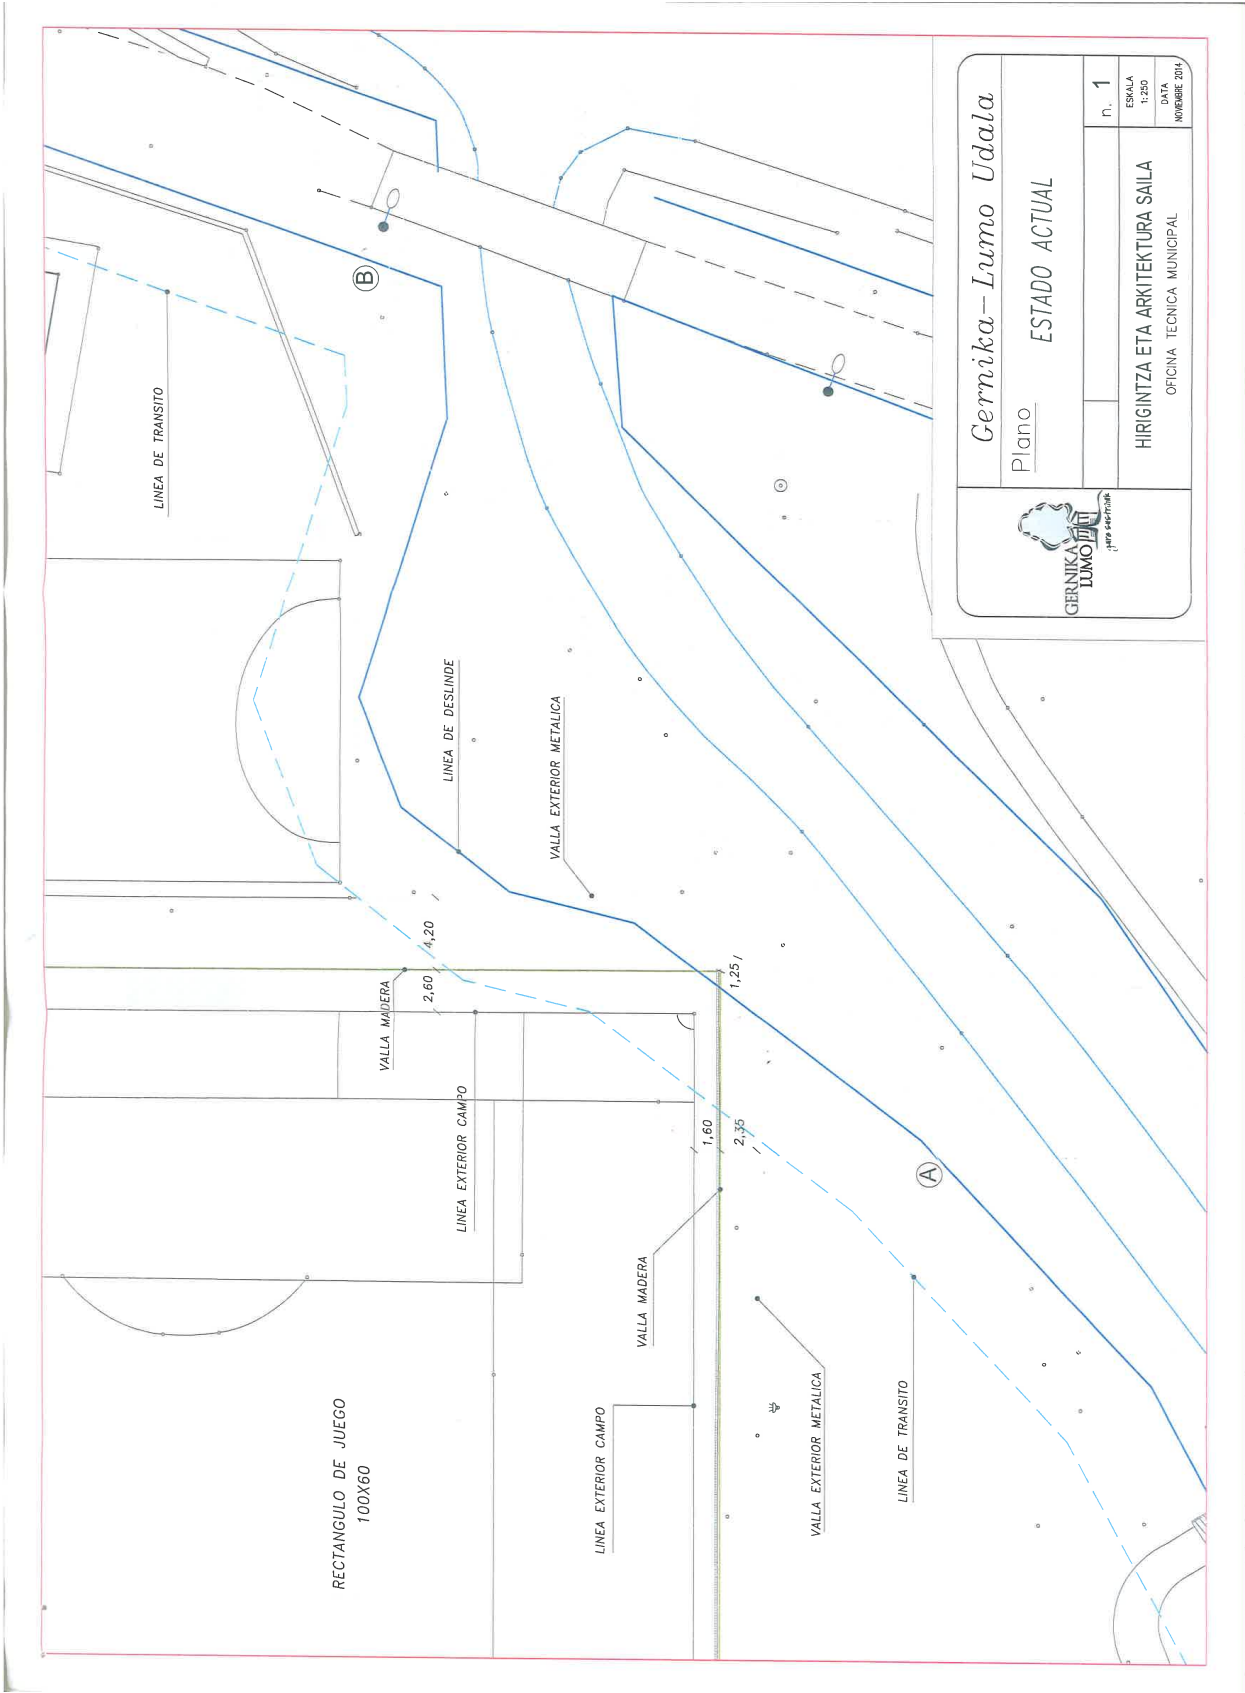 LINEA DE TRANSITO
B
LINEA DE DESLINDE
VALLA EXTERIOR METALICA
4,20
2,60
VALLA MADERA
1,25
LINEA EXTERIOR CAMPO
1,60
2,35
A
VALLA MADERA
RECTANGULO DE JUEGO
100X60
LINEA EXTERIOR CAMPO
VALLA EXTERIOR METALICA
LINEA DE TRANSITO
Gernika-Lumo Udala
Plano
ESTADO ACTUAL
n. 1
ESKALA
1:250
DATA
NOVIEMBRE 2014
HIRIGINTZA ETA ARKITEKTURA SAILA
OFICINA TECNICA MUNICIPAL
GERNIKA
LUMO